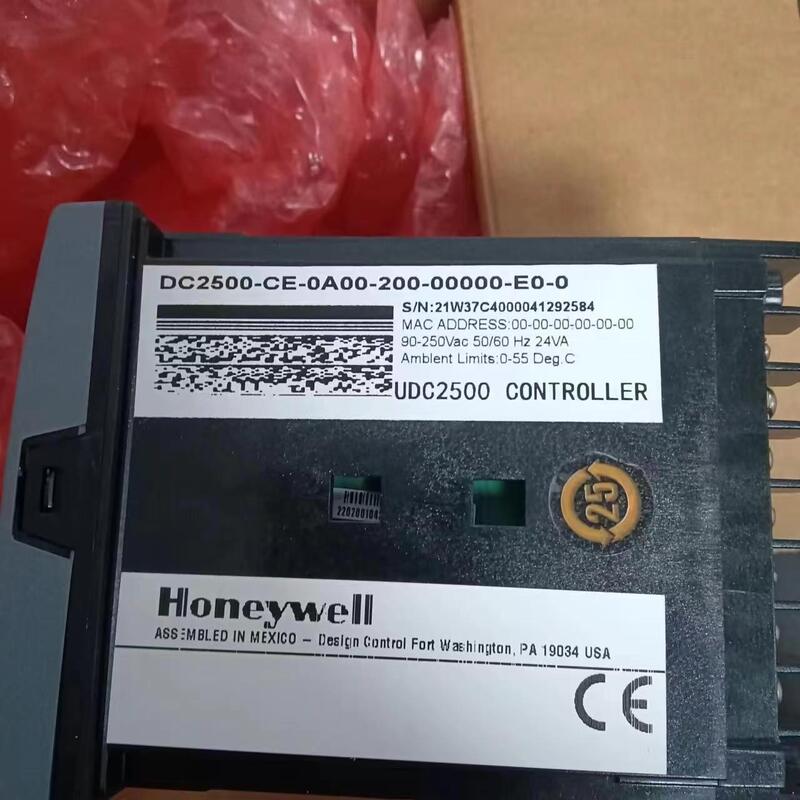 DC2500-CE-0A00-200-00000-E0-0
S/N:21W37C4000041292584
MAC ADDRESS:00-00-00-00-00-00
90-250Vac 50/60 Hz 24VA
Ambient Limits:0-55 Deg.C
UDC2500 CONTROLLER
220200104
25
Honeywell
ASSEMBLED IN MEXICO – Design Control Fort Washington, PA 19034 USA
CE